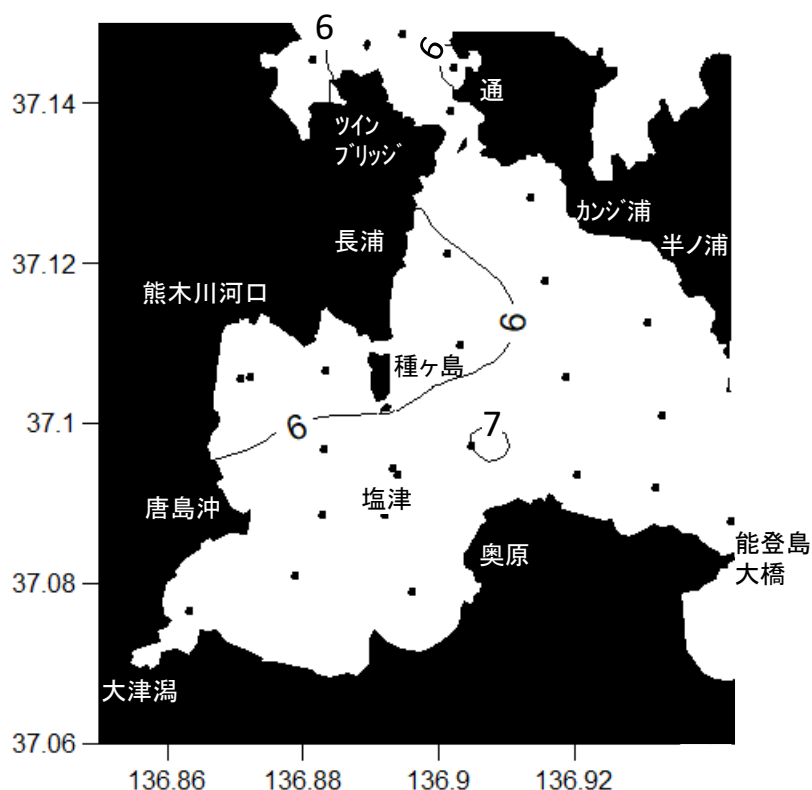 6
6
通
37.14
ツイン
ブリッジ
カンジ浦
長浦
半ノ浦
37.12
熊木川河口
6
種ヶ島
37.1
6
7
塩津
唐島沖
奥原
能登島
大橋
37.08
大津潟
37.06
136.86
136.88
136.9
136.92